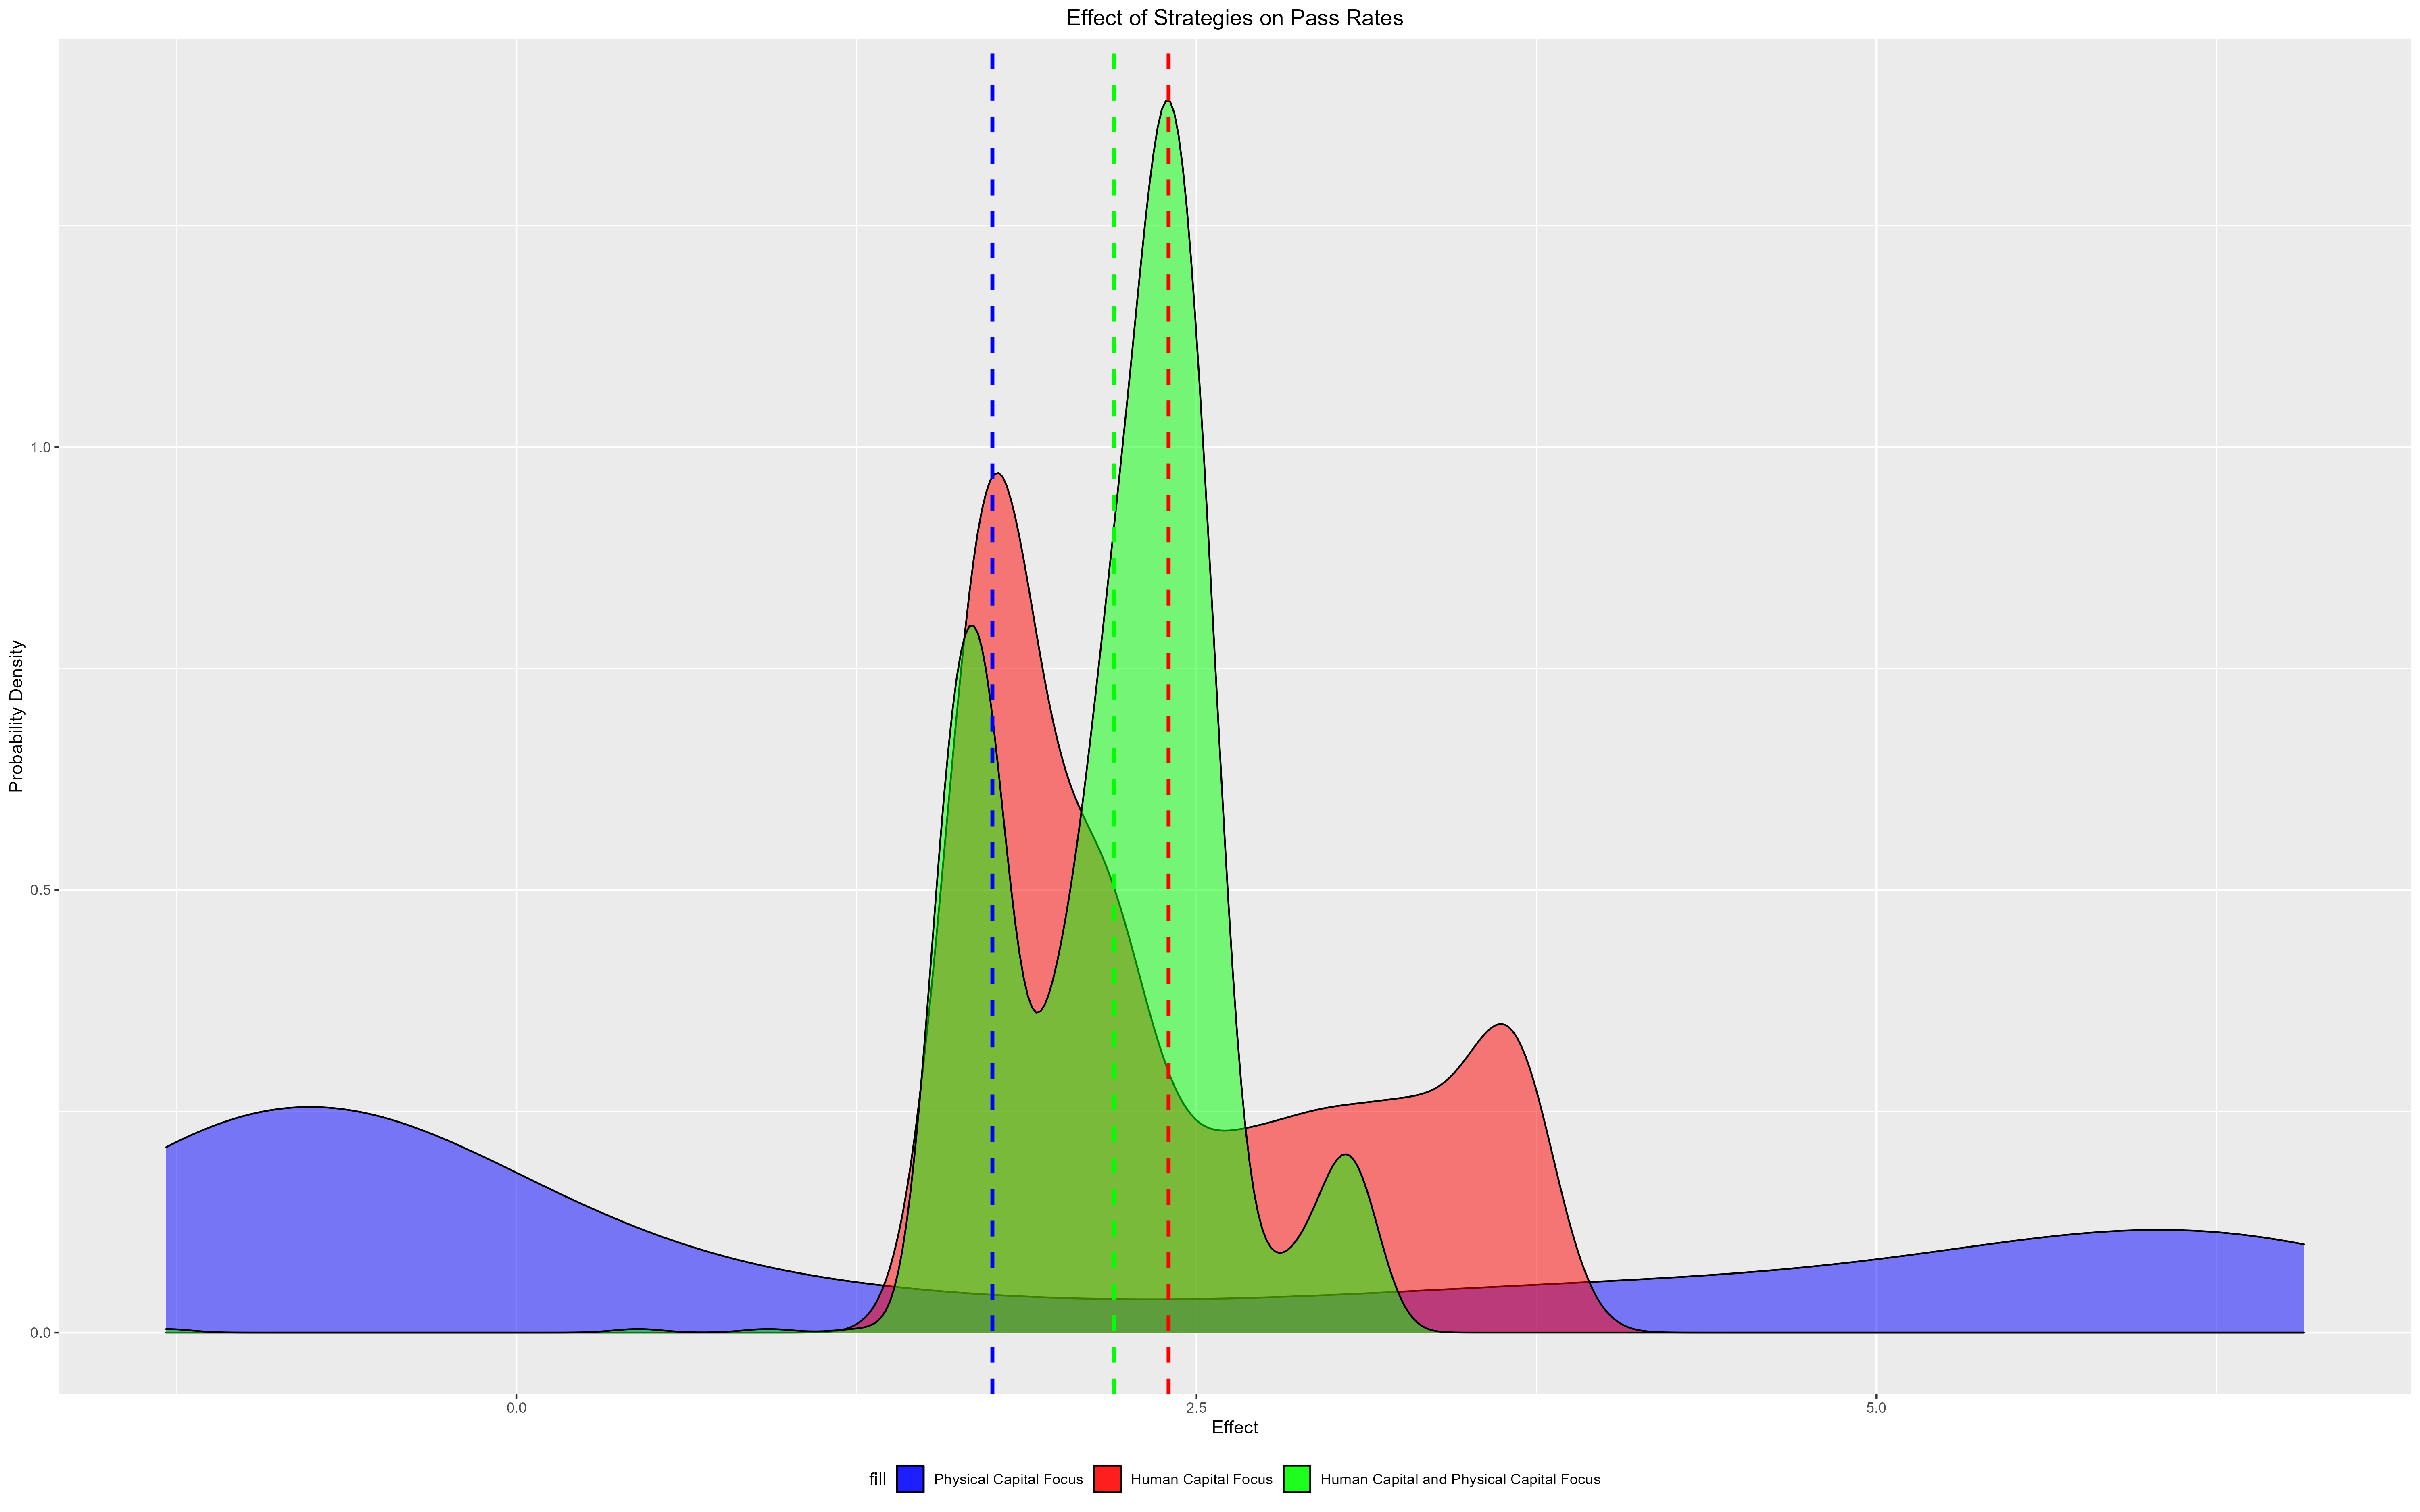 Effect of Strategies on Pass Rates
Probability Density
1.0
0.5
0.0
0.0 2.5 5.0
Effect
fill Physical Capital Focus Human Capital Focus Human Capital and Physical Capital Focus